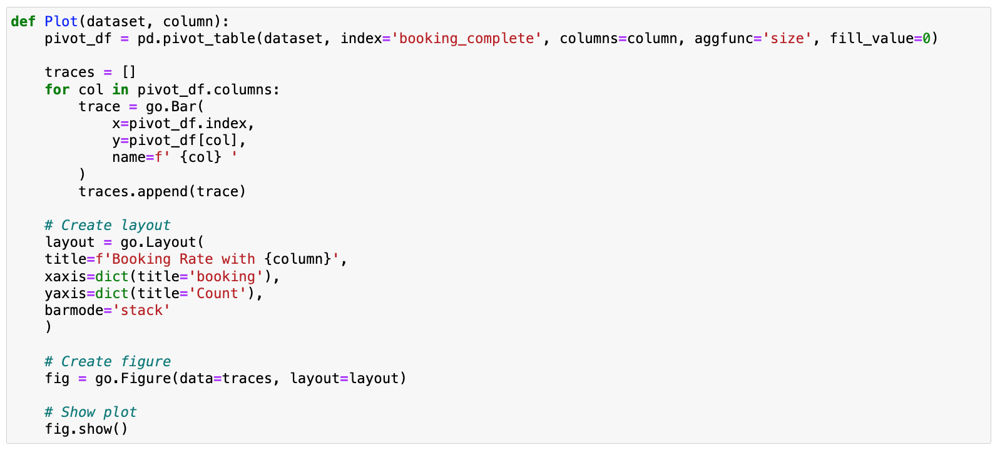 def Plot(dataset, column):
    pivot_df = pd.pivot_table(dataset, index='booking_complete', columns=column, aggfunc='size', fill_value=0)

    traces = []
    for col in pivot_df.columns:
        trace = go.Bar(
            x=pivot_df.index,
            y=pivot_df[col],
            name=f' {col} '
        )
        traces.append(trace)

    # Create layout
    layout = go.Layout(
    title=f'Booking Rate with {column}',
    xaxis=dict(title='booking'),
    yaxis=dict(title='Count'),
    barmode='stack'
    )

    # Create figure
    fig = go.Figure(data=traces, layout=layout)

    # Show plot
    fig.show()